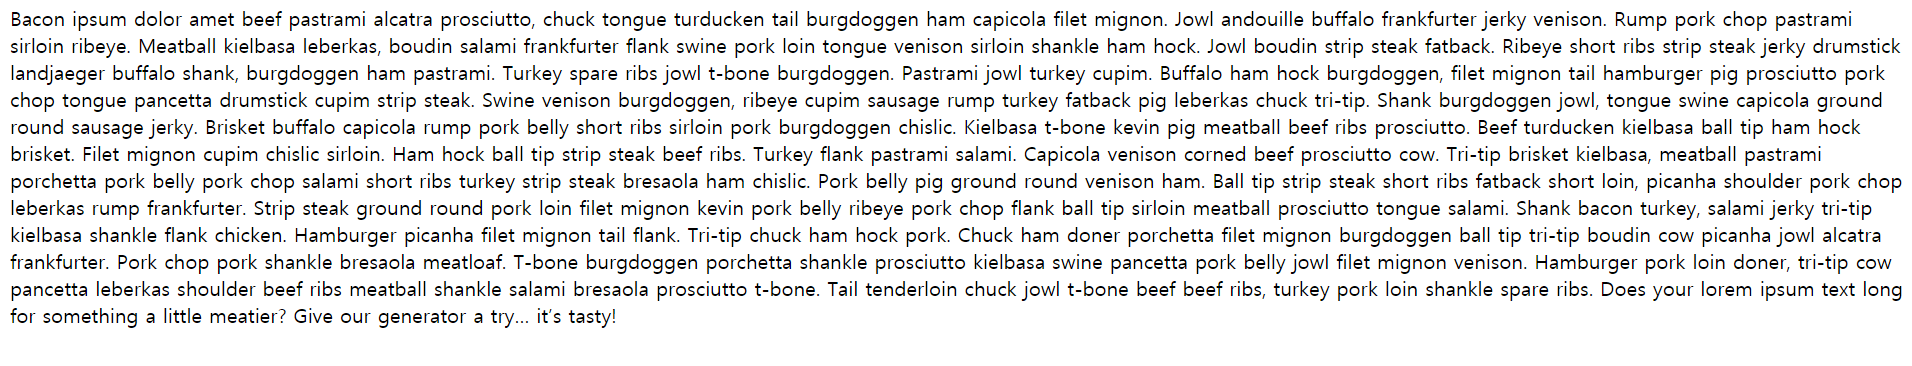 Bacon ipsum dolor amet beef pastrami alcatra prosciutto, chuck tongue turducken tail burgdoggen ham capicola filet mignon. Jowl andouille buffalo frankfurter jerky venison. Rump pork chop pastrami
sirloin ribeye. Meatball kielbasa leberkas, boudin salami frankfurter flank swine pork loin tongue venison sirloin shankle ham hock. Jowl boudin strip steak fatback. Ribeye short ribs strip steak jerky drumstick
landjaeger buffalo shank, burgdoggen ham pastrami. Turkey spare ribs jowl t-bone burgdoggen. Pastrami jowl turkey cupim. Buffalo ham hock burgdoggen, filet mignon tail hamburger pig prosciutto pork
chop tongue pancetta drumstick cupim strip steak. Swine venison burgdoggen, ribeye cupim sausage rump turkey fatback pig leberkas chuck tri-tip. Shank burgdoggen jowl, tongue swine capicola ground
round sausage jerky. Brisket buffalo capicola rump pork belly short ribs sirloin pork burgdoggen chislic. Kielbasa t-bone kevin pig meatball beef ribs prosciutto. Beef turducken kielbasa ball tip ham hock
brisket. Filet mignon cupim chislic sirloin. Ham hock ball tip strip steak beef ribs. Turkey flank pastrami salami. Capicola venison corned beef prosciutto cow. Tri-tip brisket kielbasa, meatball pastrami
porchetta pork belly pork chop salami short ribs turkey strip steak bresaola ham chislic. Pork belly pig ground round venison ham. Ball tip strip steak short ribs fatback short loin, picanha shoulder pork chop
leberkas rump frankfurter. Strip steak ground round pork loin filet mignon kevin pork belly ribeye pork chop flank ball tip sirloin meatball prosciutto tongue salami. Shank bacon turkey, salami jerky tri-tip
kielbasa shankle flank chicken. Hamburger picanha filet mignon tail flank. Tri-tip chuck ham hock pork. Chuck ham doner porchetta filet mignon burgdoggen ball tip tri-tip boudin cow picanha jowl alcatra
frankfurter. Pork chop pork shankle bresaola meatloaf. T-bone burgdoggen porchetta shankle prosciutto kielbasa swine pancetta pork belly jowl filet mignon venison. Hamburger pork loin doner, tri-tip cow
pancetta leberkas shoulder beef ribs meatball shankle salami bresaola prosciutto t-bone. Tail tenderloin chuck jowl t-bone beef beef ribs, turkey pork loin shankle spare ribs. Does your lorem ipsum text long
for something a little meatier? Give our generator a try… it’s tasty!